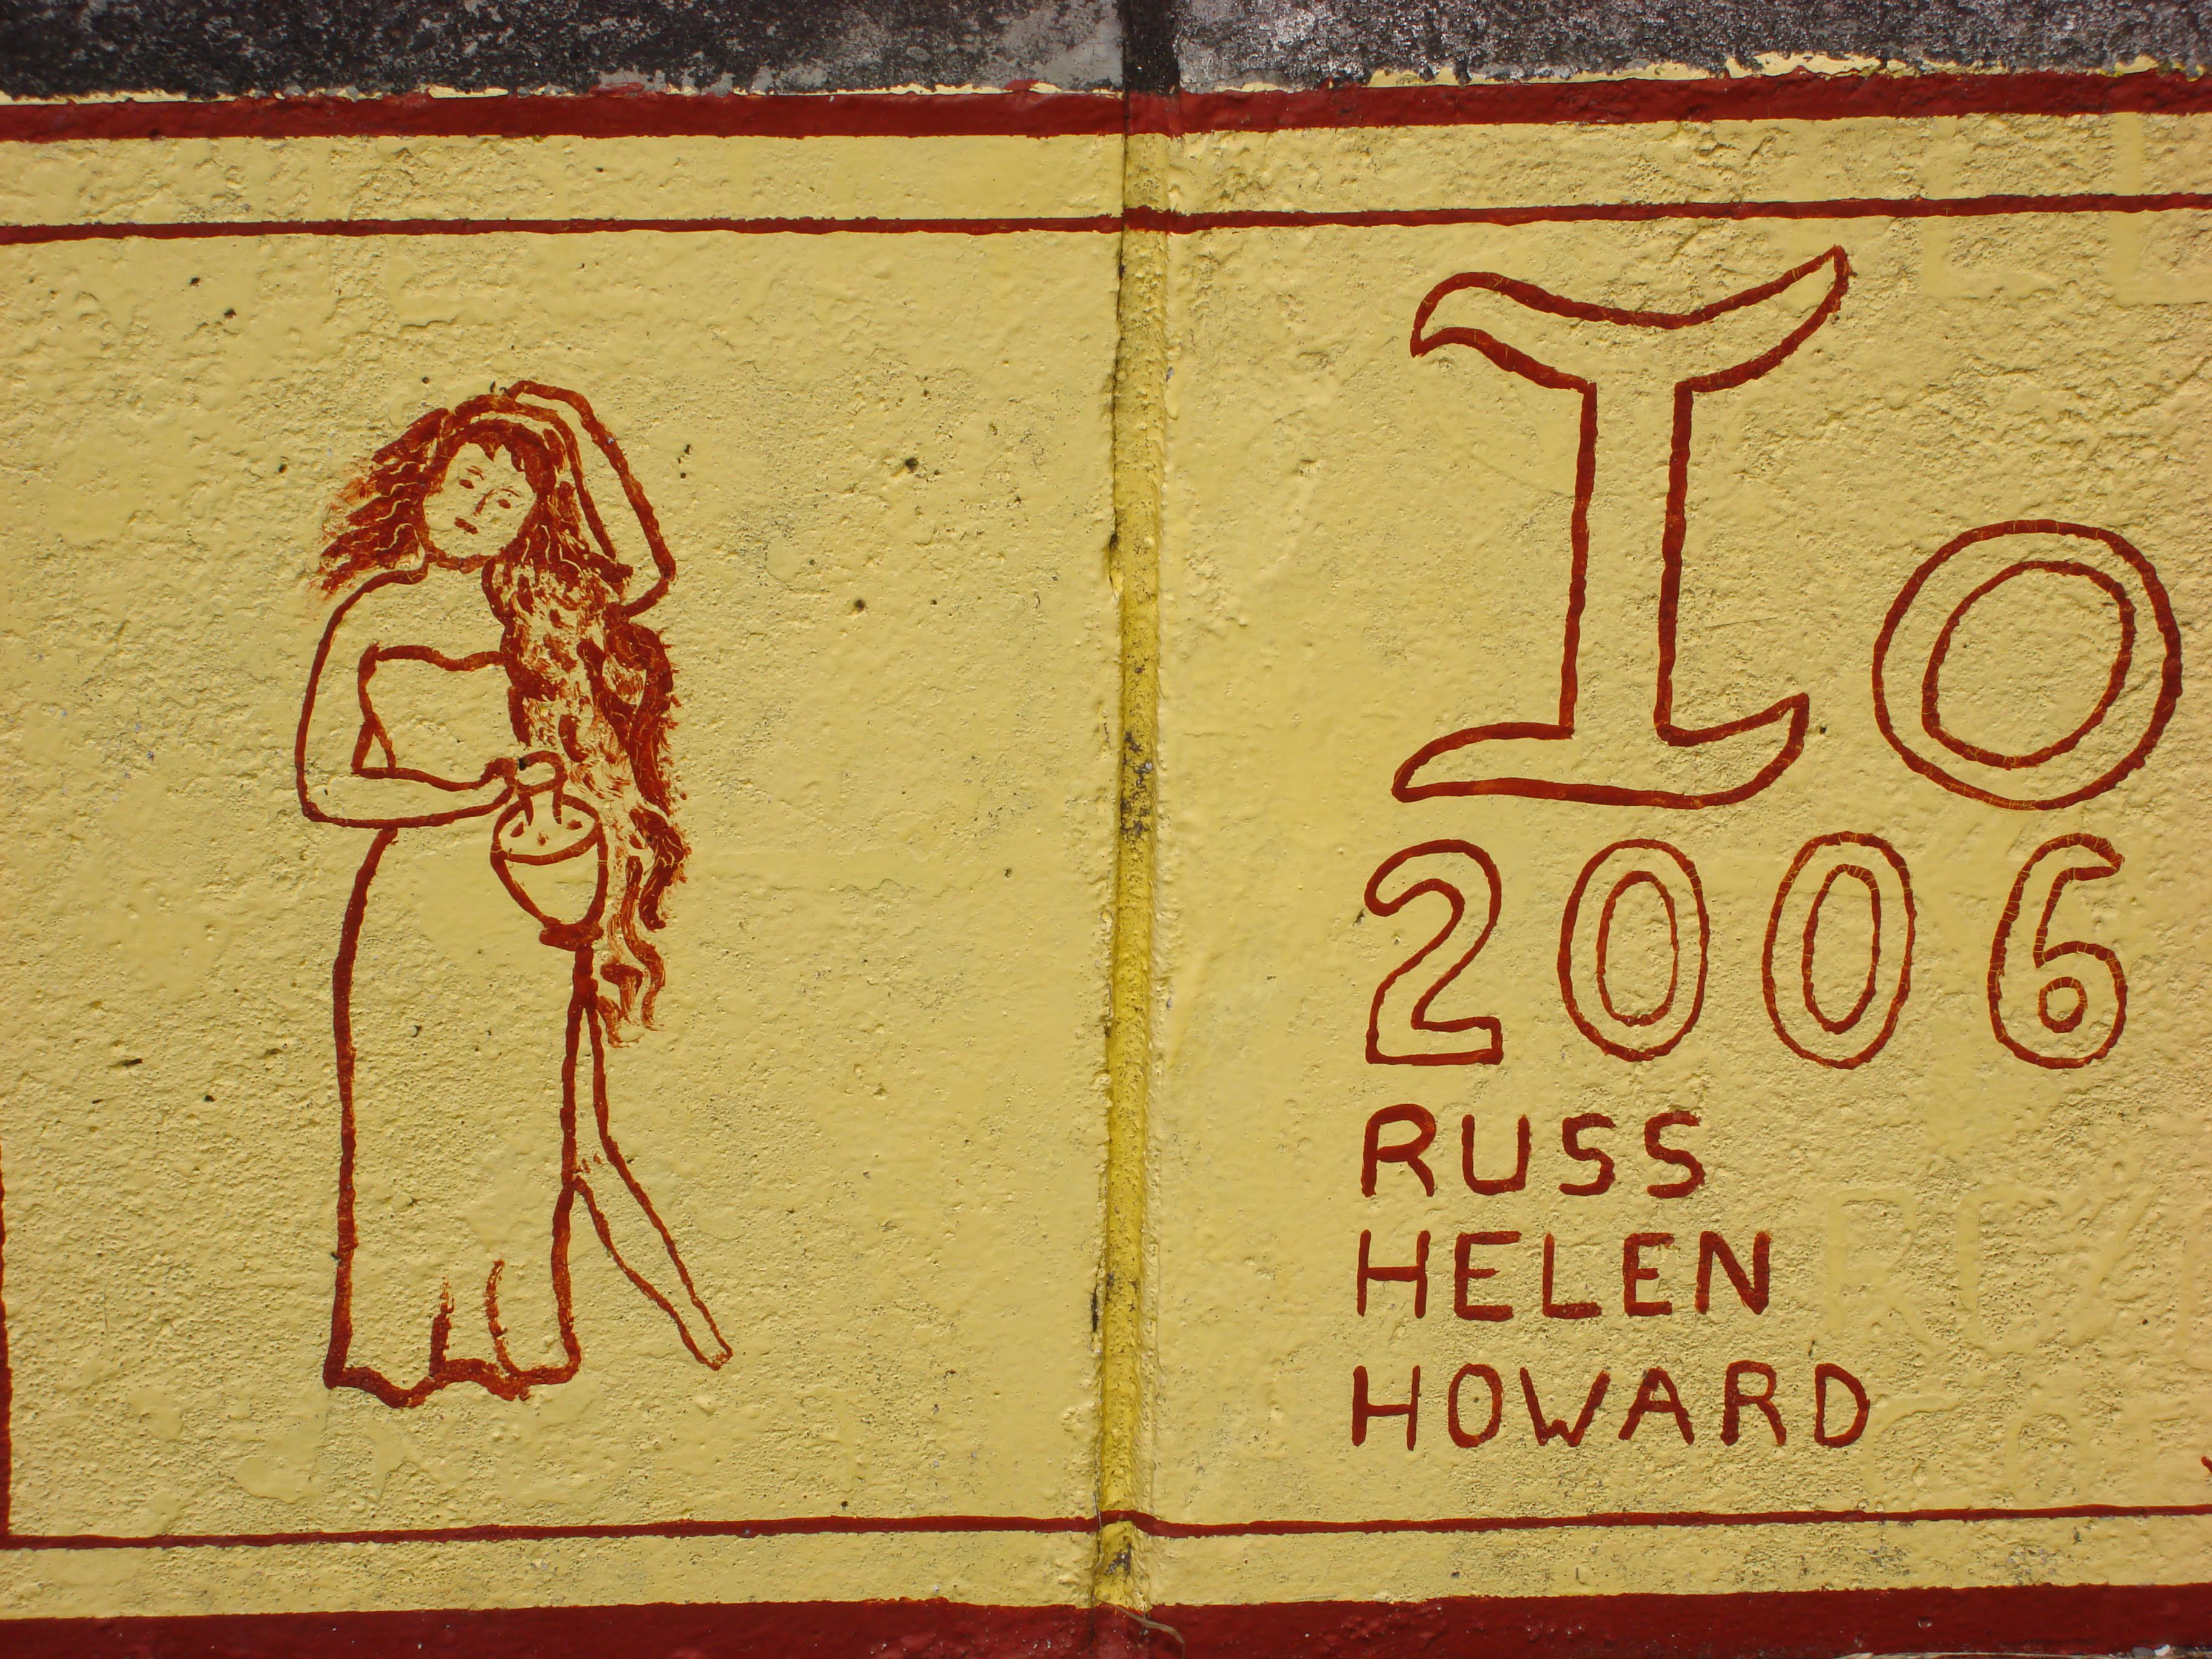 Io
2006
RUSS
HELEN
HOWARD